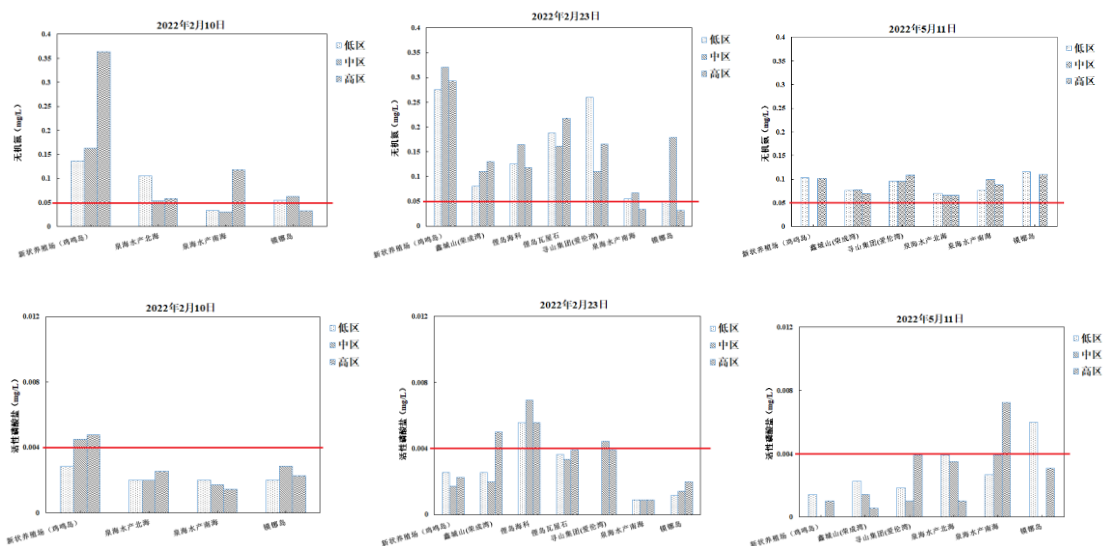 2022年2月10日
无机氮（mg/L）
0.4
0.35
0.3
0.25
0.2
0.15
0.1
0.05
0
低区
中区
高区
新状养殖场（鸡鸣岛）
泉海水产北海
泉海水产南海
镆铘岛
2022年2月23日
无机氮（mg/L）
0.4
0.35
0.3
0.25
0.2
0.15
0.1
0.05
0
低区
中区
高区
新状养殖场（鸡鸣岛）
鑫城山(荣成湾)
俚岛海科
俚岛瓦屋石
寻山集团(爱伦湾)
泉海水产南海
镆铘岛
2022年5月11日
无机氮（mg/L）
0.4
0.35
0.3
0.25
0.2
0.15
0.1
0.05
0
低区
中区
高区
新状养殖场（鸡鸣岛）
鑫城山(荣成湾)
寻山集团(爱伦湾)
泉海水产北海
泉海水产南海
镆铘岛
2022年2月10日
活性磷酸盐（mg/L）
0.012
0.008
0.004
0
低区
中区
高区
新状养殖场（鸡鸣岛）
泉海水产北海
泉海水产南海
镆铘岛
2022年2月23日
活性磷酸盐（mg/L）
0.012
0.008
0.004
0
低区
中区
高区
新状养殖场（鸡鸣岛）
鑫城山(荣成湾)
俚岛海科
俚岛瓦屋石
寻山集团(爱伦湾)
泉海水产南海
镆铘岛
2022年5月11日
活性磷酸盐（mg/L）
0.012
0.008
0.004
0
低区
中区
高区
新状养殖场（鸡鸣岛）
鑫城山(荣成湾)
寻山集团(爱伦湾)
泉海水产北海
泉海水产南海
镆铘岛